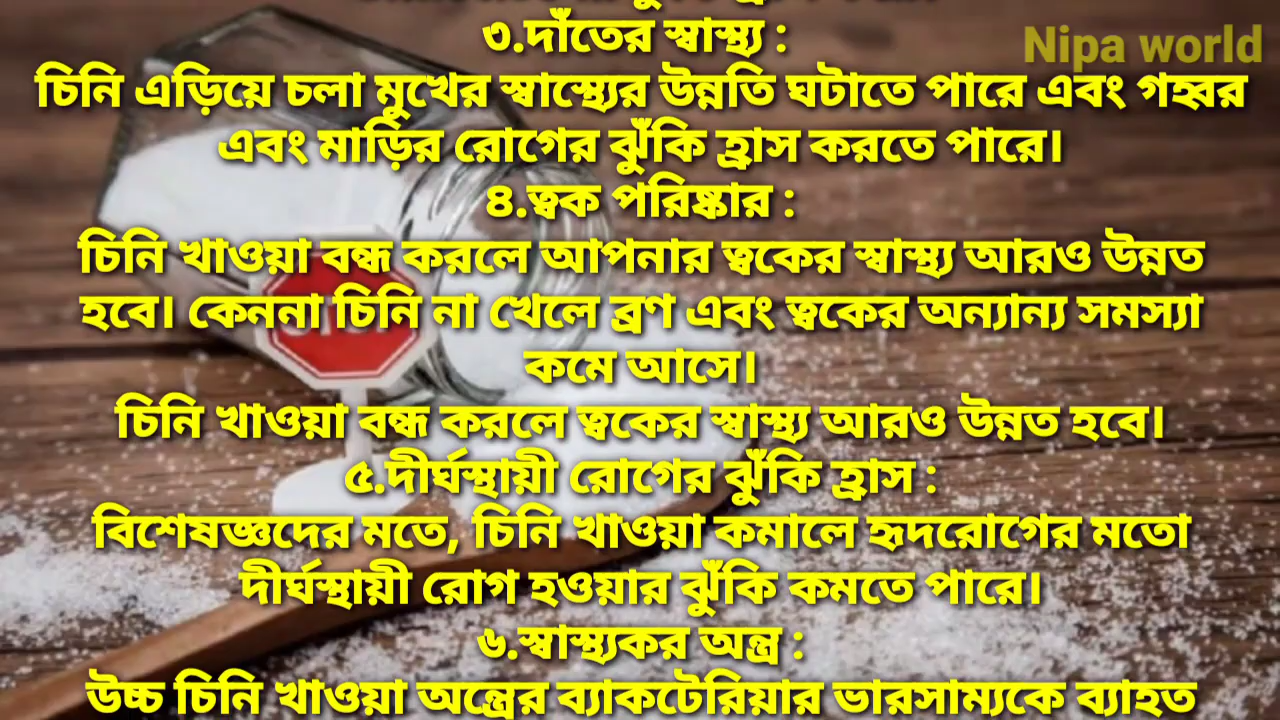 ৩.দাঁতের স্বাস্থ্য :
Nipa world
চিনি এড়িয়ে চলা মুখের স্বাস্থ্যের উন্নতি ঘটাতে পারে এবং গহ্বর
এবং মাড়ির রোগের ঝুঁকি হ্রাস করতে পারে।
৪.ত্বক পরিষ্কার :
চিনি খাওয়া বন্ধ করলে আপনার ত্বকের স্বাস্থ্য আরও উন্নত
হবে। কেননা চিনি না খেলে ব্রণ এবং ত্বকের অন্যান্য সমস্যা
কমে আসে।
চিনি খাওয়া বন্ধ করলে ত্বকের স্বাস্থ্য আরও উন্নত হবে।
৫.দীর্ঘস্থায়ী রোগের ঝুঁকি হ্রাস :
বিশেষজ্ঞদের মতে, চিনি খাওয়া কমালে হৃদরোগের মতো
দীর্ঘস্থায়ী রোগ হওয়ার ঝুঁকি কমতে পারে।
৬.স্বাস্থ্যকর অন্ত্র :
উচ্চ চিনি খাওয়া অন্ত্রের ব্যাকটেরিয়ার ভারসাম্যকে ব্যাহত